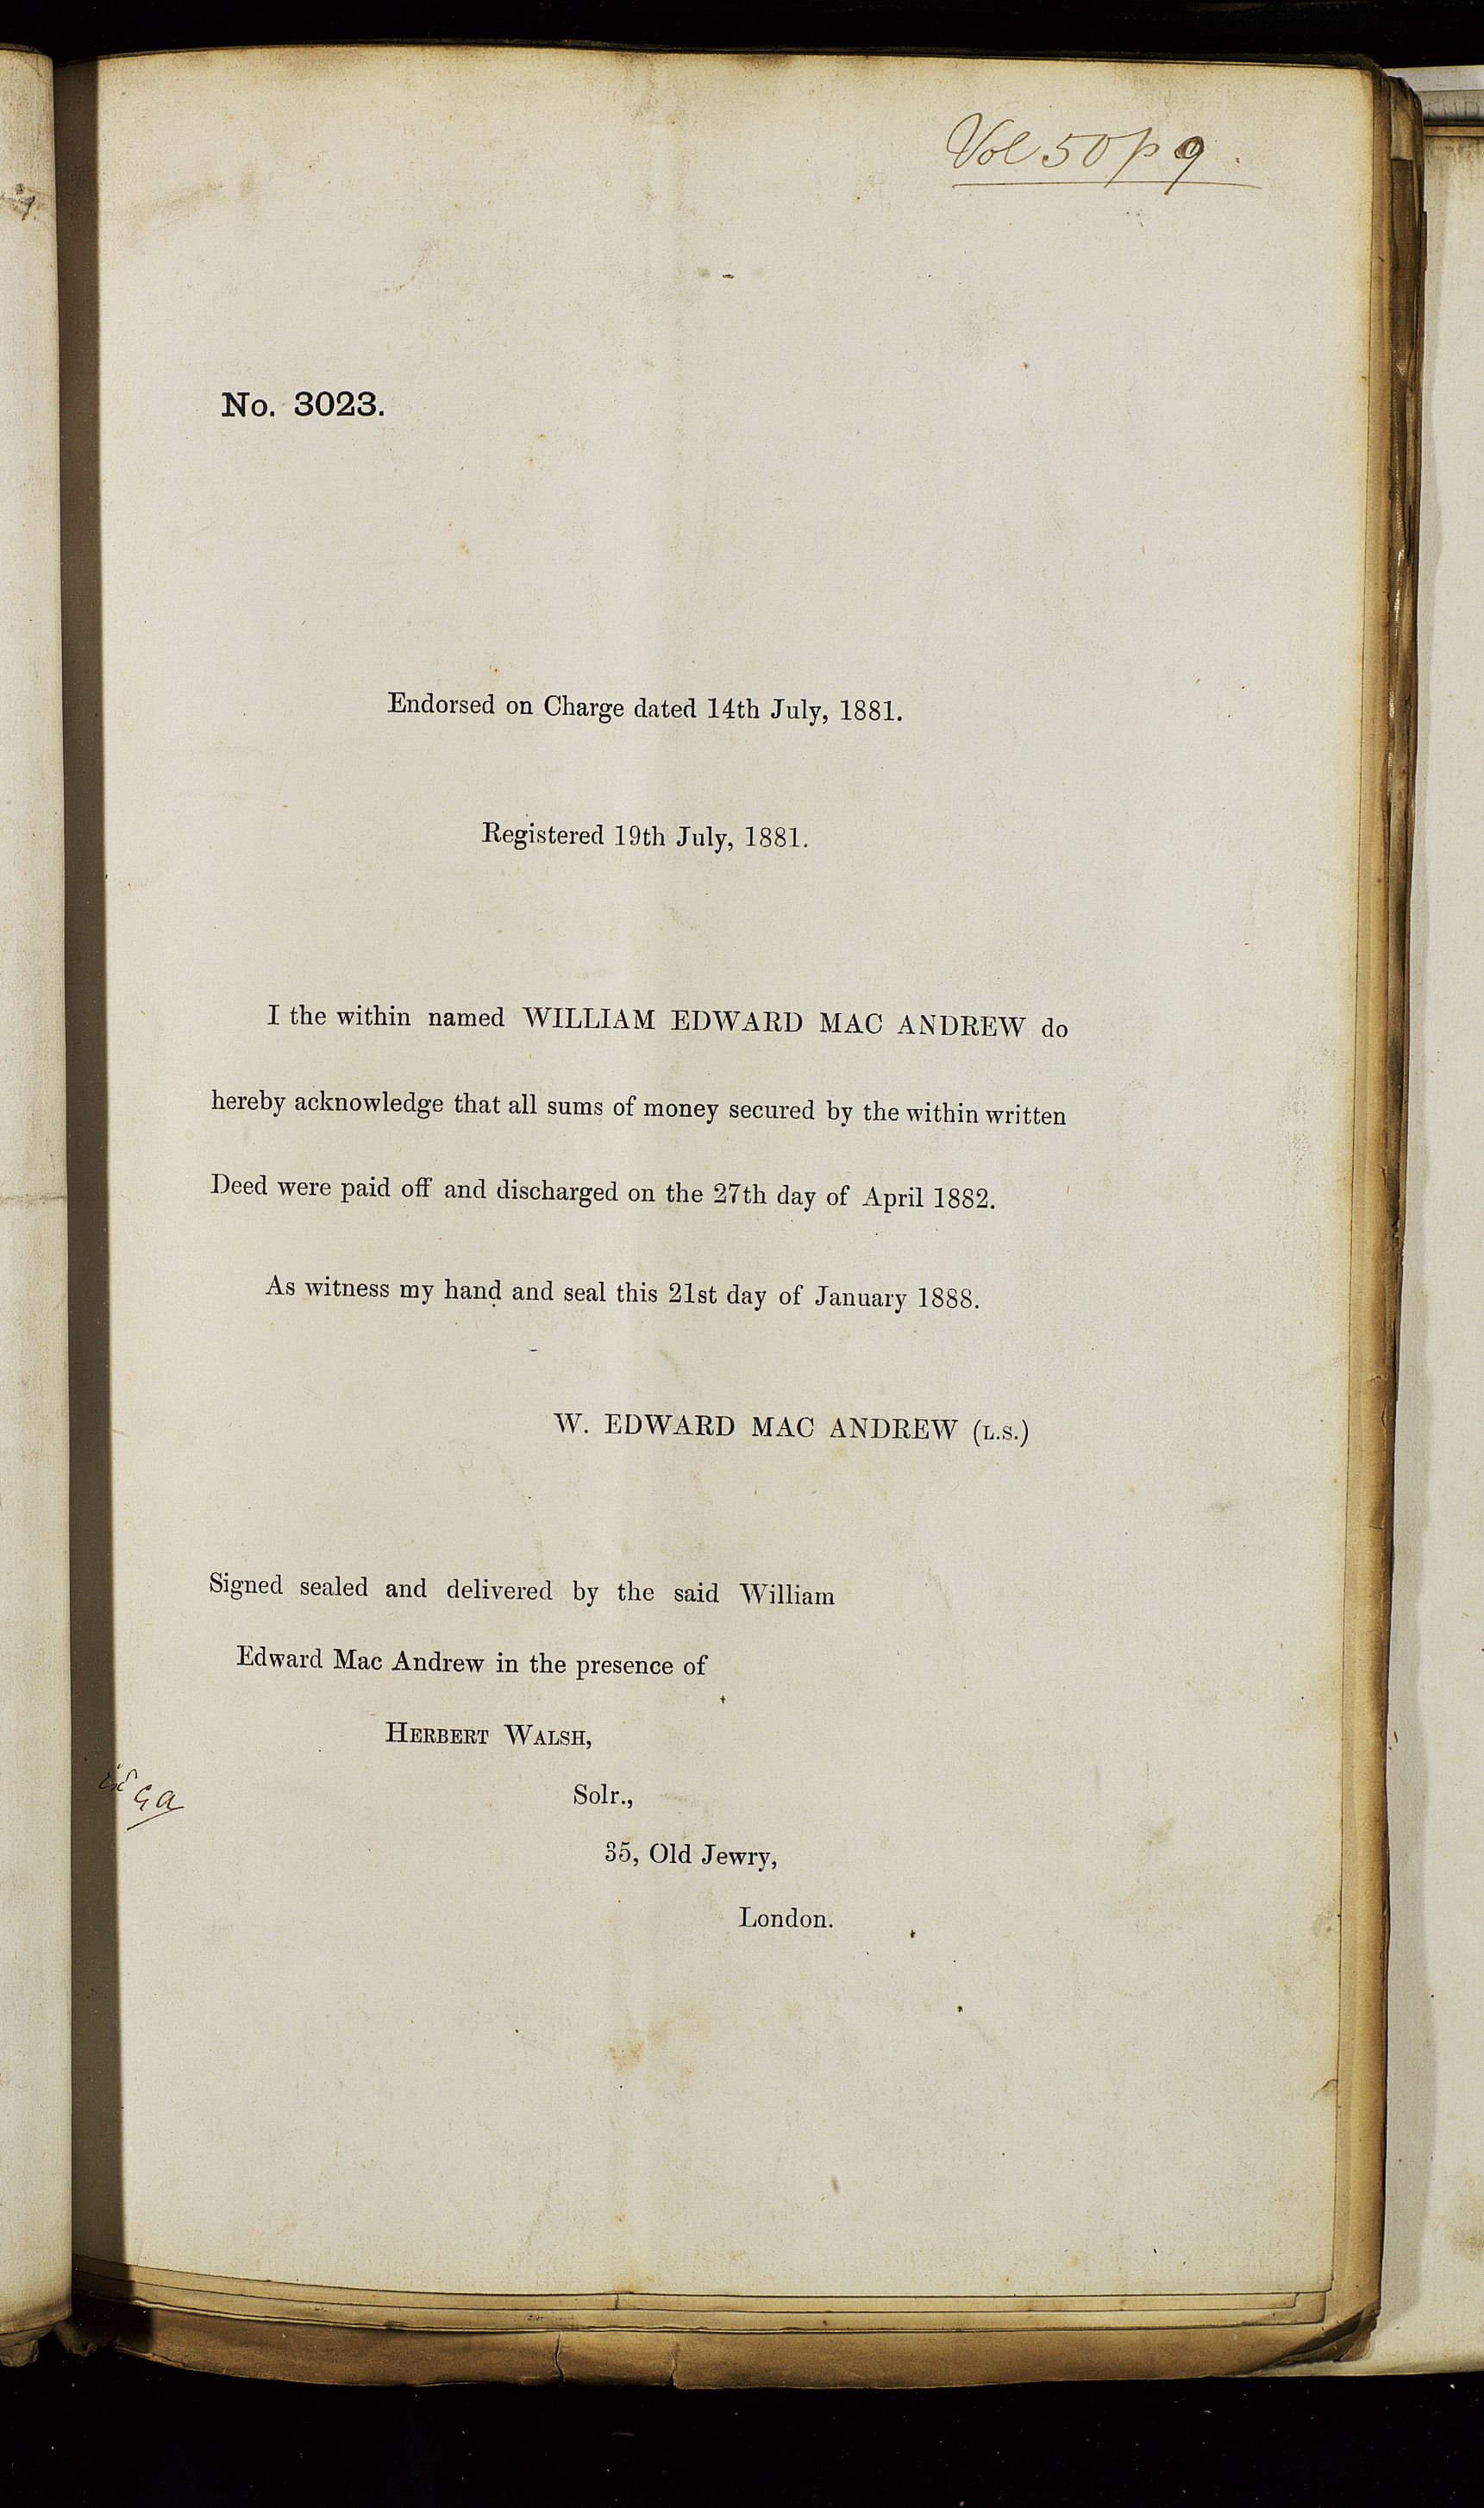 Vol 50 p 9.
No. 3023.
Endorsed on Charge dated 14th July, 1881.
Registered 19th July, 1881.
I the within named WILLIAM EDWARD MAC ANDREW do
hereby acknowledge that all sums of money secured by the within written
Deed were paid off and discharged on the 27th day of April 1882.
As witness my hand and seal this 21st day of January 1888.
W. EDWARD MAC ANDREW (L.S.)
Signed sealed and delivered by the said William
Edward Mac Andrew in the presence of
HERBERT WALSH,
Solr.,
35, Old Jewry,
London.